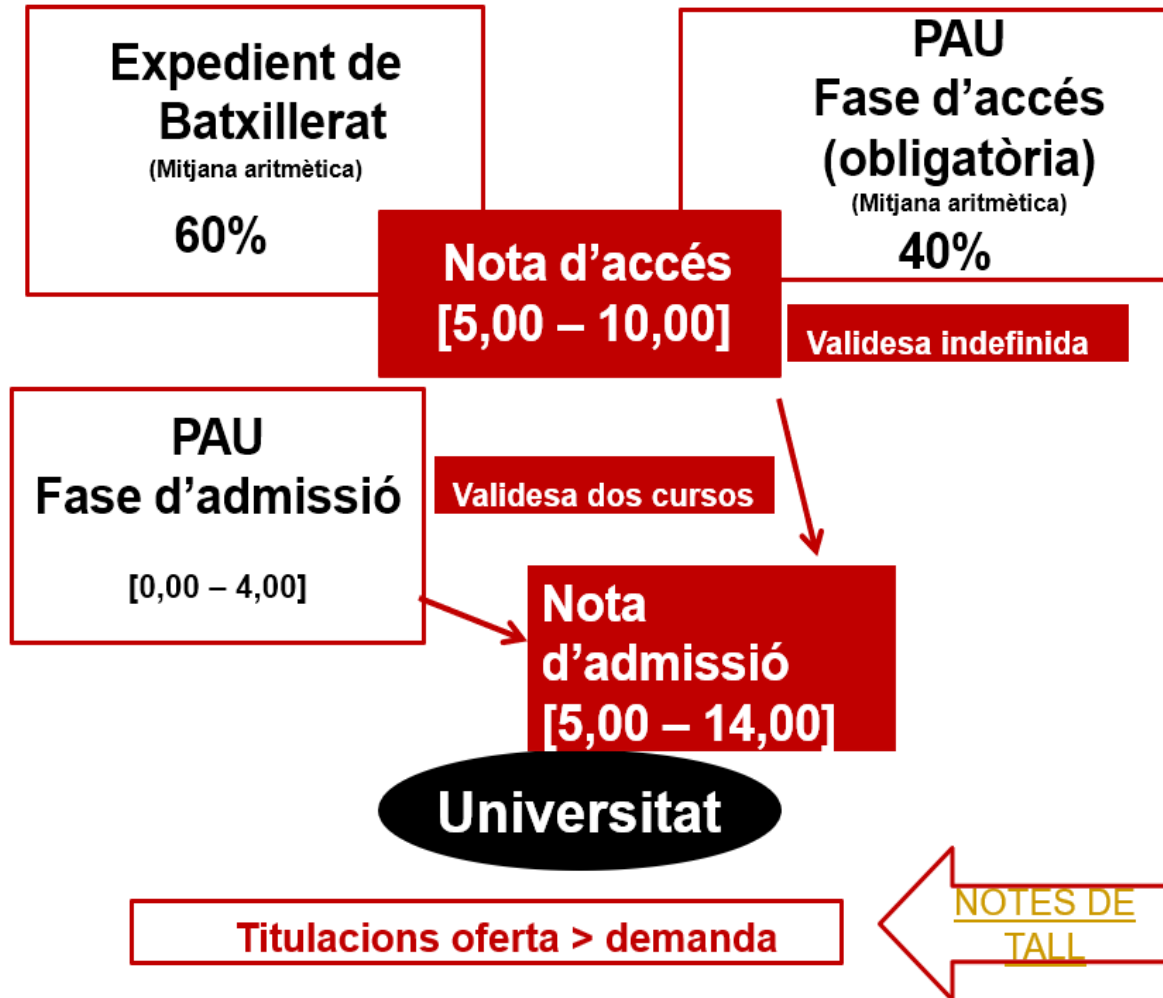 Expedient de
Batxillerat
(Mitjana aritmètica)
60%
PAU
Fase d’accés
(obligatòria)
(Mitjana aritmètica)
40%
Nota d’accés
[5,00 – 10,00]
Validesa indefinida
PAU
Fase d’admissió
[0,00 – 4,00]
Validesa dos cursos
Nota
d’admissió
[5,00 – 14,00]
Universitat
Titulacions oferta > demanda
NOTES DE
TALL